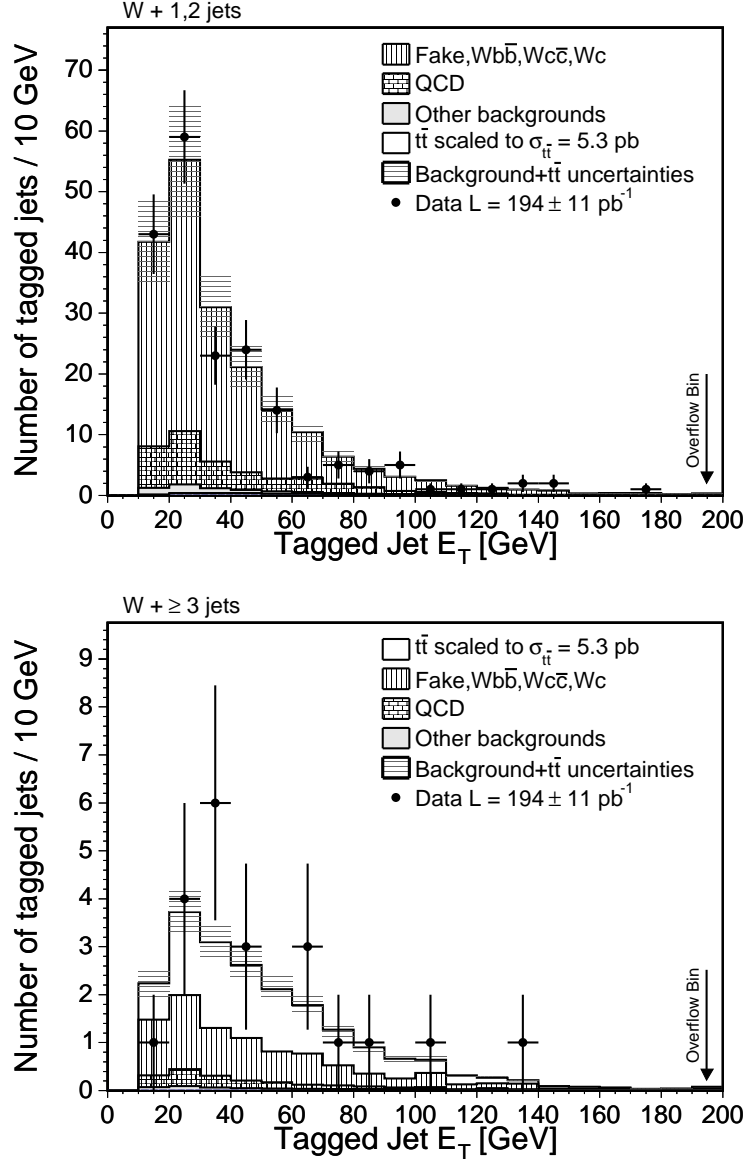 W + 1,2 jets
Number of tagged jets / 10 GeV
70
60
50
40
30
20
10
0
Fake,Wbb̅,Wcc̅,Wc
QCD
Other backgrounds
tt̅ scaled to σ_tt̅ = 5.3 pb
Background+tt̅ uncertainties
Data L = 194 ± 11 pb⁻¹
Overflow Bin
0 20 40 60 80 100 120 140 160 180 200
Tagged Jet E_T [GeV]
W + ≥ 3 jets
Number of tagged jets / 10 GeV
9
8
7
6
5
4
3
2
1
0
tt̅ scaled to σ_tt̅ = 5.3 pb
Fake,Wbb̅,Wcc̅,Wc
QCD
Other backgrounds
Background+tt̅ uncertainties
Data L = 194 ± 11 pb⁻¹
Overflow Bin
0 20 40 60 80 100 120 140 160 180 200
Tagged Jet E_T [GeV]